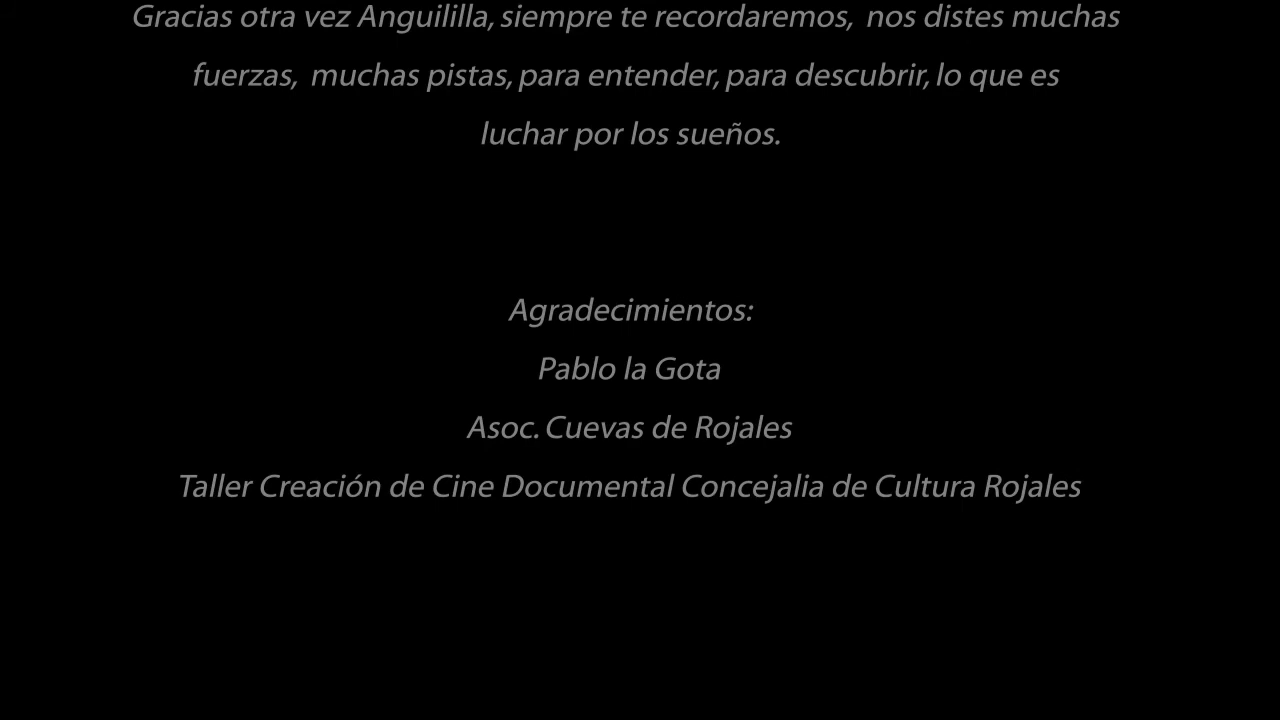 Gracias otra vez Anguililla, siempre te recordaremos, nos distes muchas
fuerzas, muchas pistas, para entender, para descubrir, lo que es
luchar por los sueños.
Agradecimientos:
Pablo la Gota
Asoc. Cuevas de Rojales
Taller Creación de Cine Documental Concejalia de Cultura Rojales